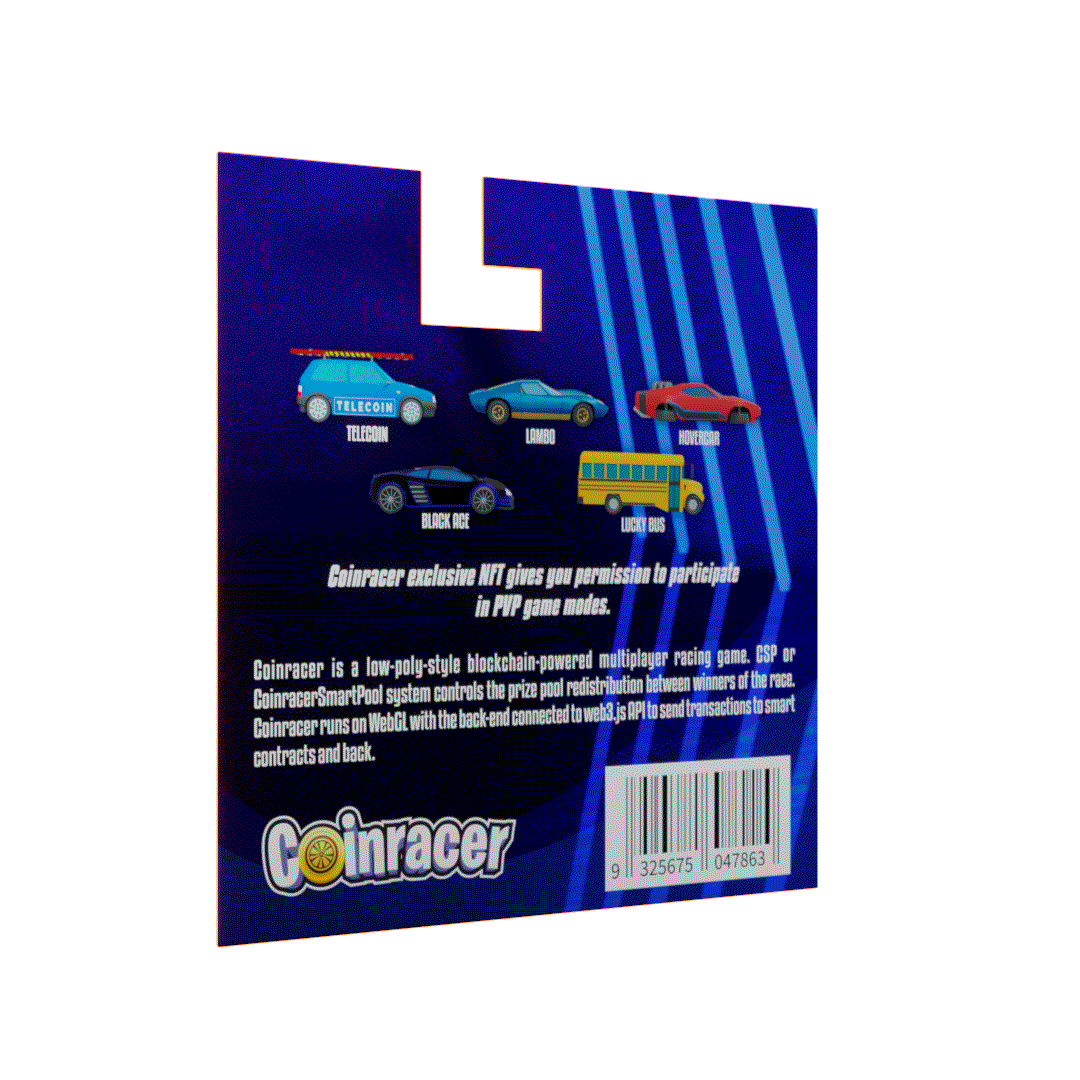 TELECOIN
TELECOIN
LAMBO
HOVERCAR
BLACK ACE
LUCKY BUS
Coinracer exclusive NFT gives you permission to participate
in PVP game modes.
Coinracer is a low-poly-style blockchain-powered multiplayer racing game. CSP or
CoinracerSmartPool system controls the prize pool redistribution between winners of the race.
Coinracer runs on WebGL with the back-end connected to web3.js API to send transactions to smart
contracts and back.
Coinracer
9 325675 047863